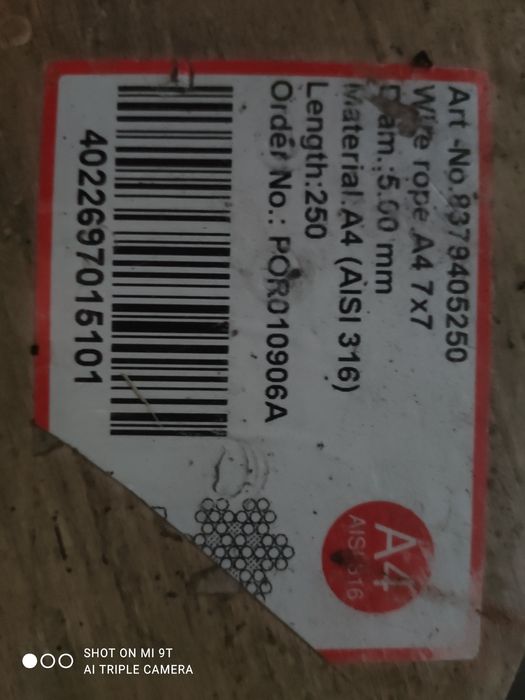 Art -No.8379405250
Wire rope A4 7x7
Diam.:5.00 mm
Material:A4 (AISI 316)
Length:250
Order No.: POR010906A
4022697015101
A4
AISI 316
SHOT ON MI 9T
AI TRIPLE CAMERA